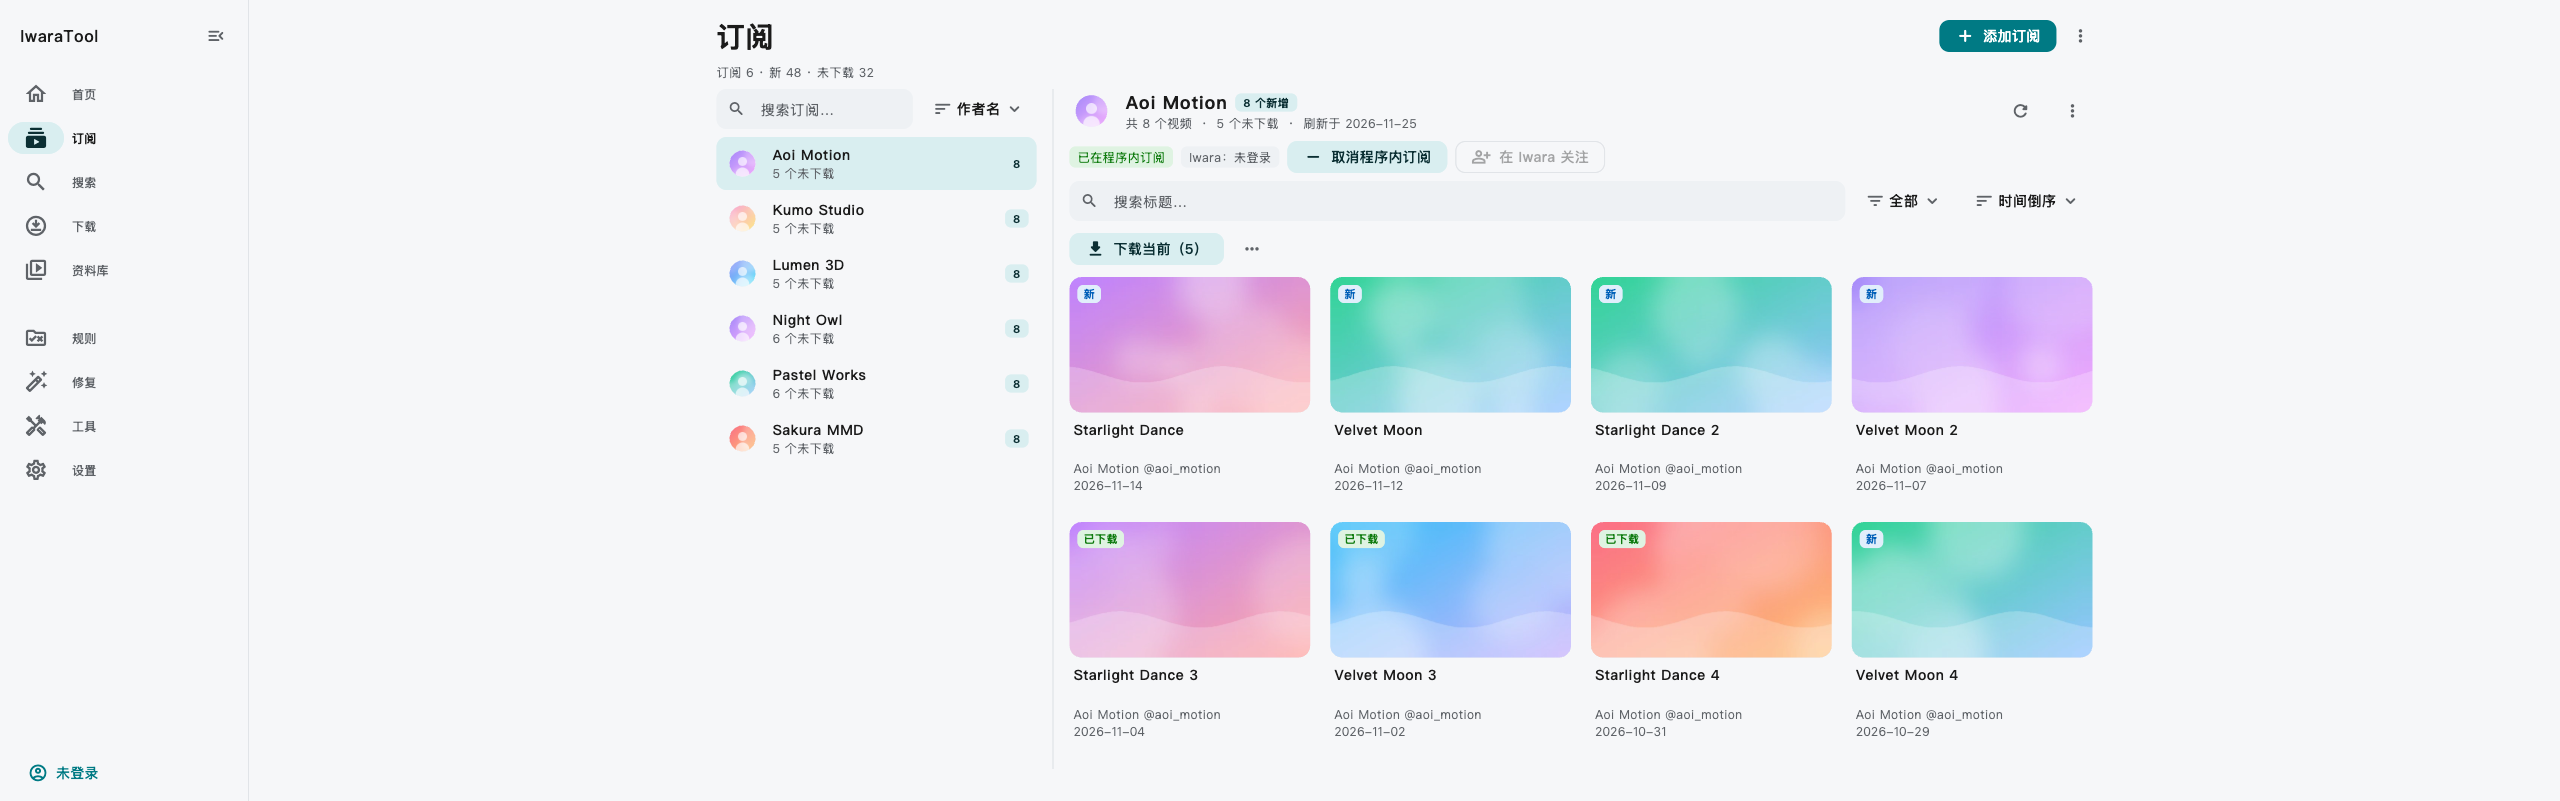 IwaraTool
首页
订阅
搜索
下载
资料库
规则
修复
工具
设置
未登录
订阅
订阅 6 · 新 48 · 未下载 32
添加订阅
搜索订阅...
作者名
Aoi Motion
5 个未下载
8
Kumo Studio
5 个未下载
8
Lumen 3D
5 个未下载
8
Night Owl
6 个未下载
8
Pastel Works
6 个未下载
8
Sakura MMD
5 个未下载
8
Aoi Motion 8 个新增
共 8 个视频 · 5 个未下载 · 刷新于 2026-11-25
已在程序内订阅 Iwara：未登录 取消程序内订阅 在 Iwara 关注
搜索标题...
全部
时间倒序
下载当前（5）
新
Starlight Dance
Aoi Motion @aoi_motion
2026-11-14
新
Velvet Moon
Aoi Motion @aoi_motion
2026-11-12
新
Starlight Dance 2
Aoi Motion @aoi_motion
2026-11-09
新
Velvet Moon 2
Aoi Motion @aoi_motion
2026-11-07
已下载
Starlight Dance 3
Aoi Motion @aoi_motion
2026-11-04
已下载
Velvet Moon 3
Aoi Motion @aoi_motion
2026-11-02
已下载
Starlight Dance 4
Aoi Motion @aoi_motion
2026-10-31
新
Velvet Moon 4
Aoi Motion @aoi_motion
2026-10-29